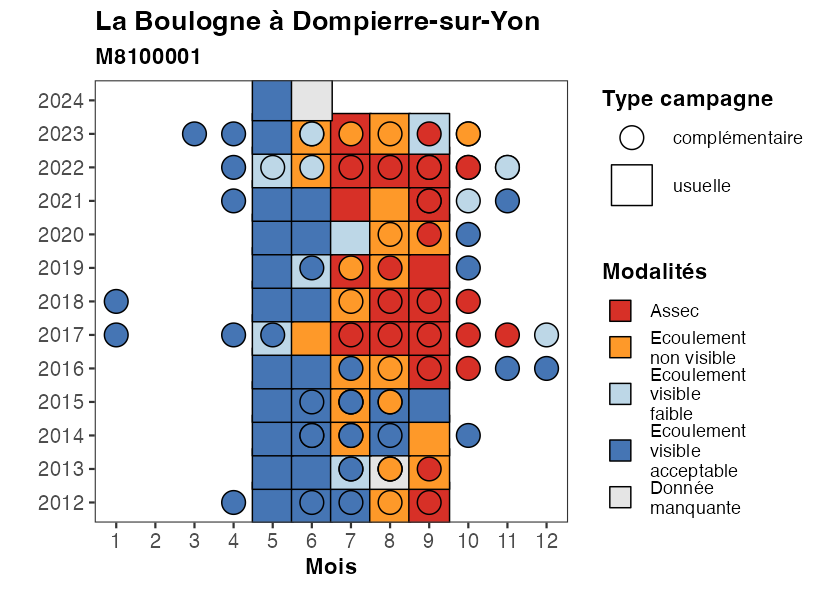 La Boulogne à Dompierre-sur-Yon
M8100001
2024
2023
2022
2021
2020
2019
2018
2017
2016
2015
2014
2013
2012
1 2 3 4 5 6 7 8 9 10 11 12
Mois
Type campagne
complémentaire
usuelle
Modalités
Assec
Ecoulement
non visible
Ecoulement
visible
faible
Ecoulement
visible
acceptable
Donnée
manquante